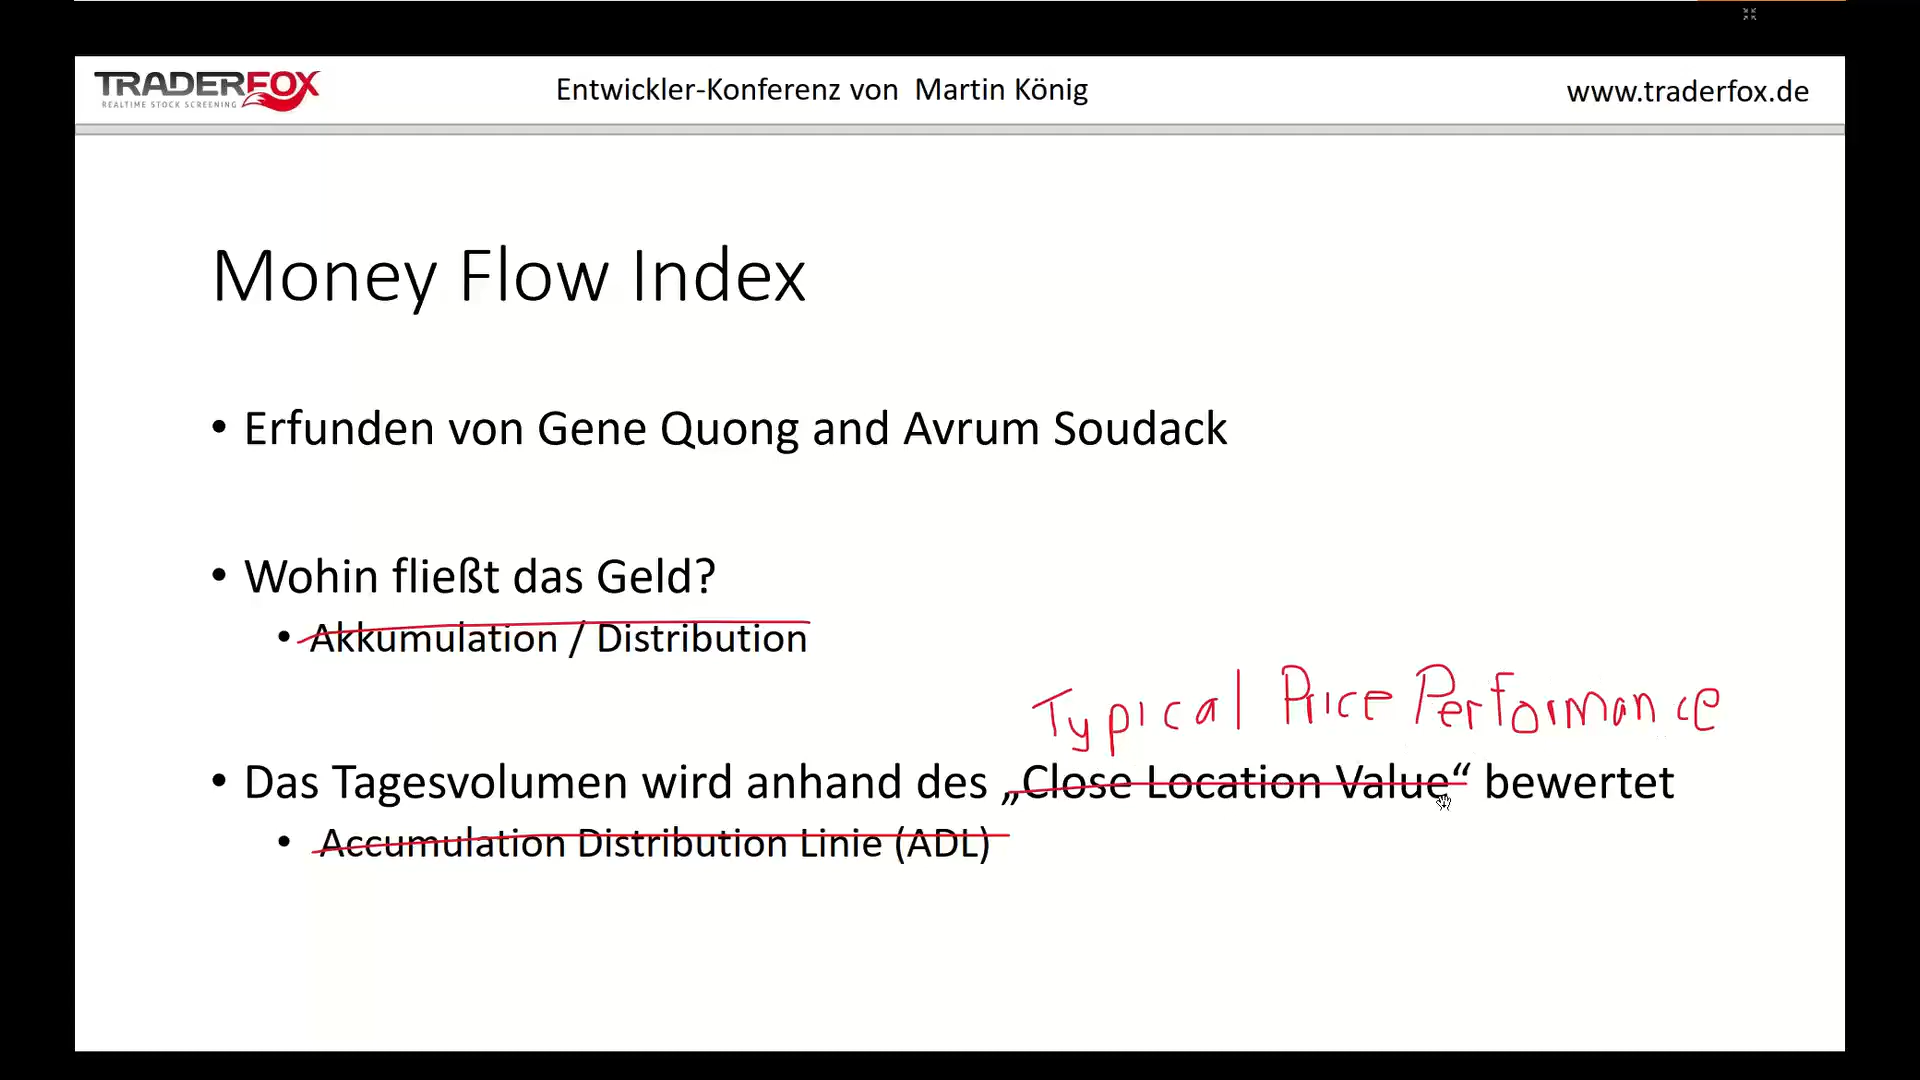 TRADERFOX
REALTIME STOCK SCREENING
Entwickler-Konferenz von Martin König
www.traderfox.de
Money Flow Index
• Erfunden von Gene Quong and Avrum Soudack
• Wohin fließt das Geld?
• Akkumulation / Distribution
Typical Price Performance
• Das Tagesvolumen wird anhand des „Close Location Value“ bewertet
• Accumulation Distribution Linie (ADL)